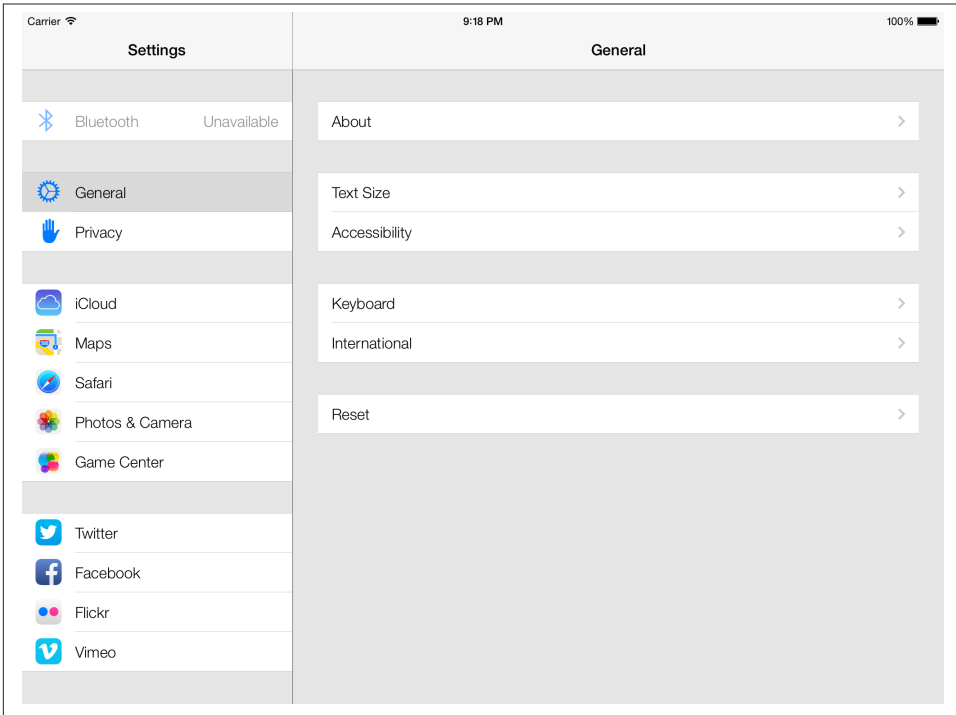 Carrier 9:18 PM 100%
Settings
General
Bluetooth Unavailable
General
Privacy
iCloud
Maps
Safari
Photos & Camera
Game Center
Twitter
Facebook
Flickr
Vimeo
About
Text Size
Accessibility
Keyboard
International
Reset